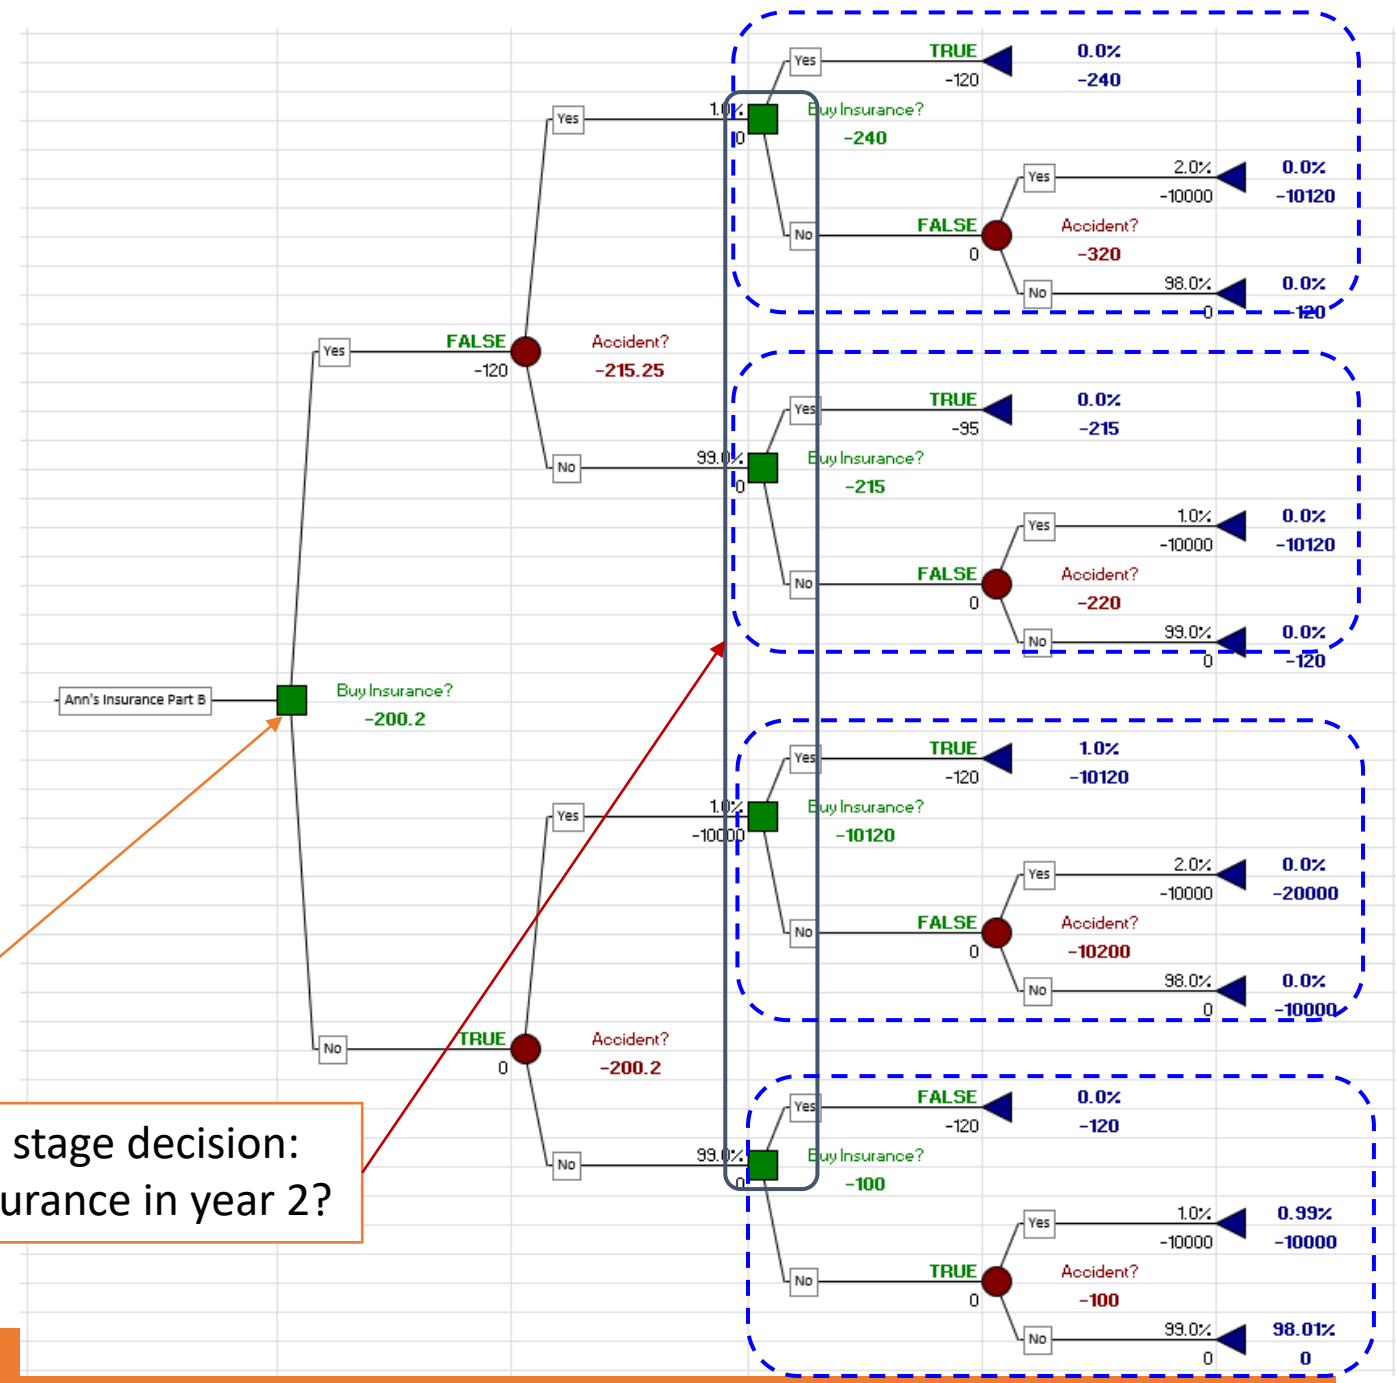 Yes
TRUE
-120
0.0%
-240
Yes
1.0%
0
Buy Insurance?
-240
No
FALSE
0
Accident?
-320
Yes
2.0%
-10000
0.0%
-10120
No
98.0%
0
0.0%
-120
Yes
FALSE
-120
Accident?
-215.25
Yes
TRUE
-95
0.0%
-215
No
99.0%
0
Buy Insurance?
-215
No
FALSE
0
Accident?
-220
Yes
1.0%
-10000
0.0%
-10120
No
99.0%
0
0.0%
-120
Ann's Insurance Part B
Buy Insurance?
-200.2
Yes
TRUE
-120
1.0%
-10120
Yes
1.0%
-10000
Buy Insurance?
-10120
No
FALSE
0
Accident?
-10200
Yes
2.0%
-10000
0.0%
-20000
No
98.0%
0
0.0%
-10000
No
TRUE
0
Accident?
-200.2
Yes
FALSE
-120
0.0%
-120
No
99.0%
0
Buy Insurance?
-100
No
TRUE
0
Accident?
-100
Yes
1.0%
-10000
0.99%
-10000
No
99.0%
0
98.01%
0
stage decision:
urance in year 2?